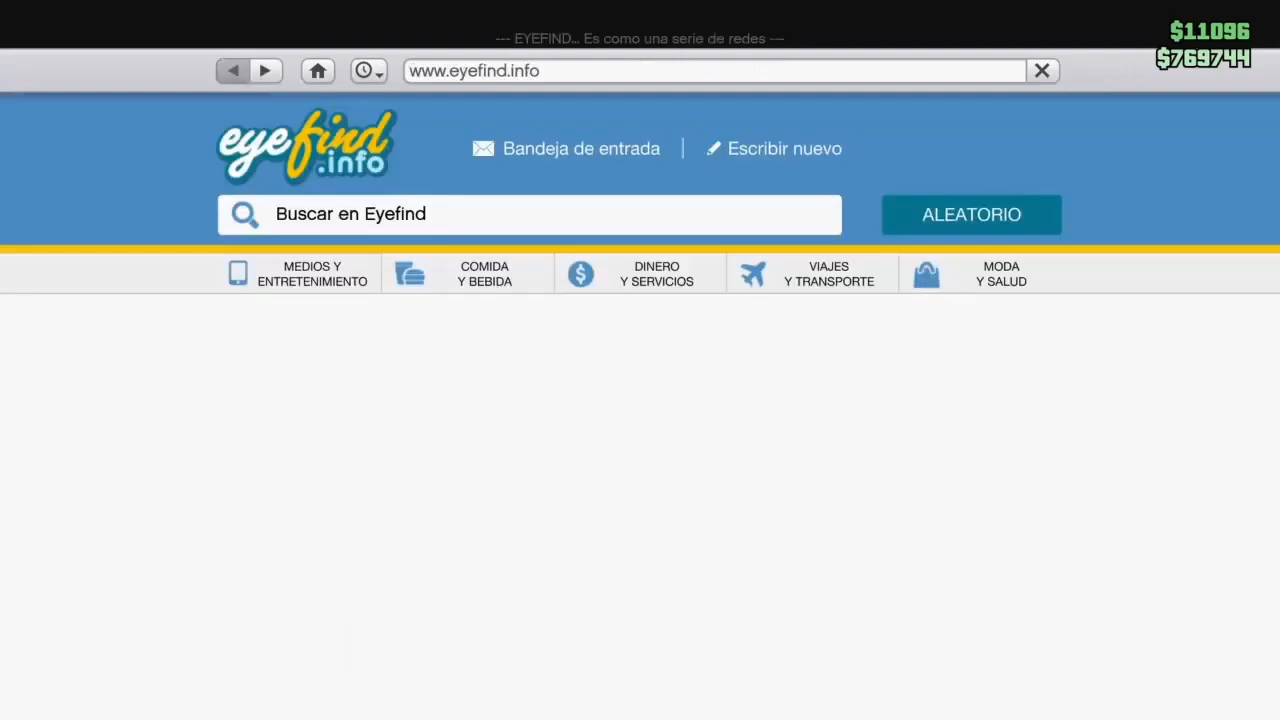 $11096
--- EYEFIND... Es como una serie de redes ---
$769744
www.eyefind.info
eyefind
.info
Bandeja de entrada
Escribir nuevo
Buscar en Eyefind
ALEATORIO
MEDIOS Y
ENTRETENIMIENTO
COMIDA
Y BEBIDA
DINERO
Y SERVICIOS
VIAJES
Y TRANSPORTE
MODA
Y SALUD